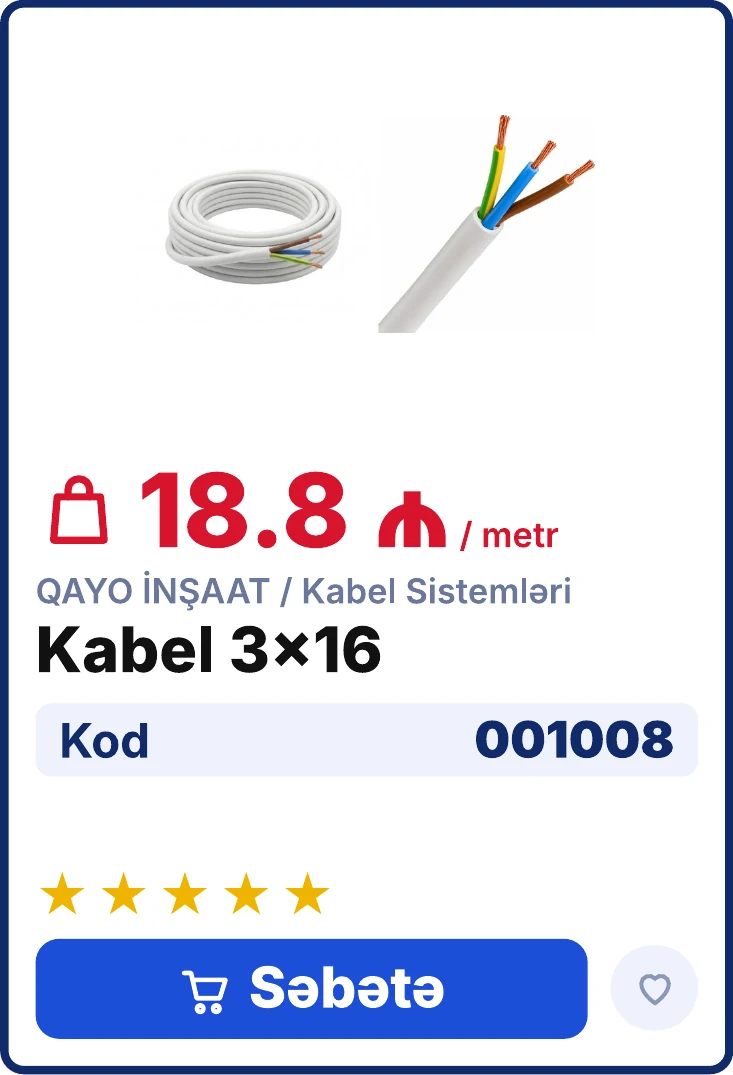 18.8 ₼ / metr
QAYO İNŞAAT / Kabel Sistemləri
Kabel 3×16
Kod 001008
★★★★★
Səbətə